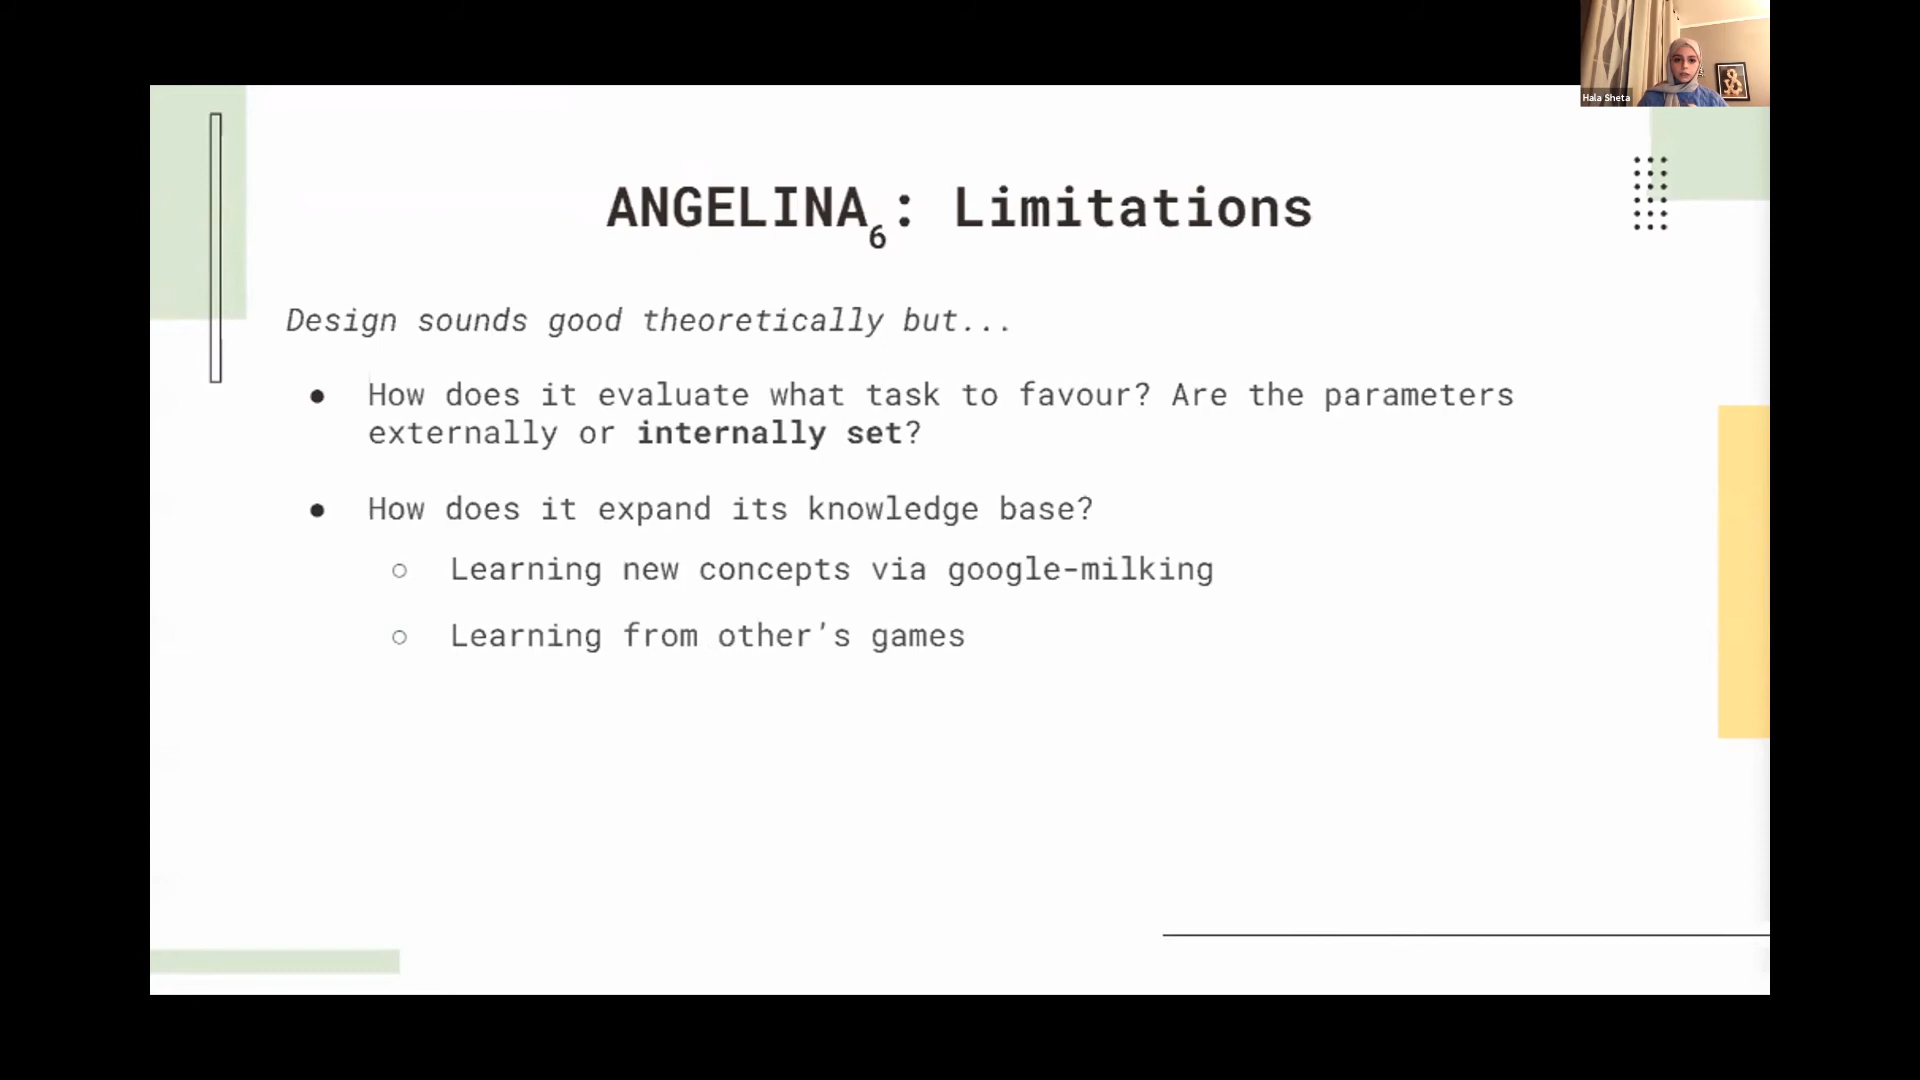 Hala Sheta
ANGELINA₆: Limitations
Design sounds good theoretically but...
● How does it evaluate what task to favour? Are the parameters
externally or internally set?
● How does it expand its knowledge base?
○ Learning new concepts via google-milking
○ Learning from other's games